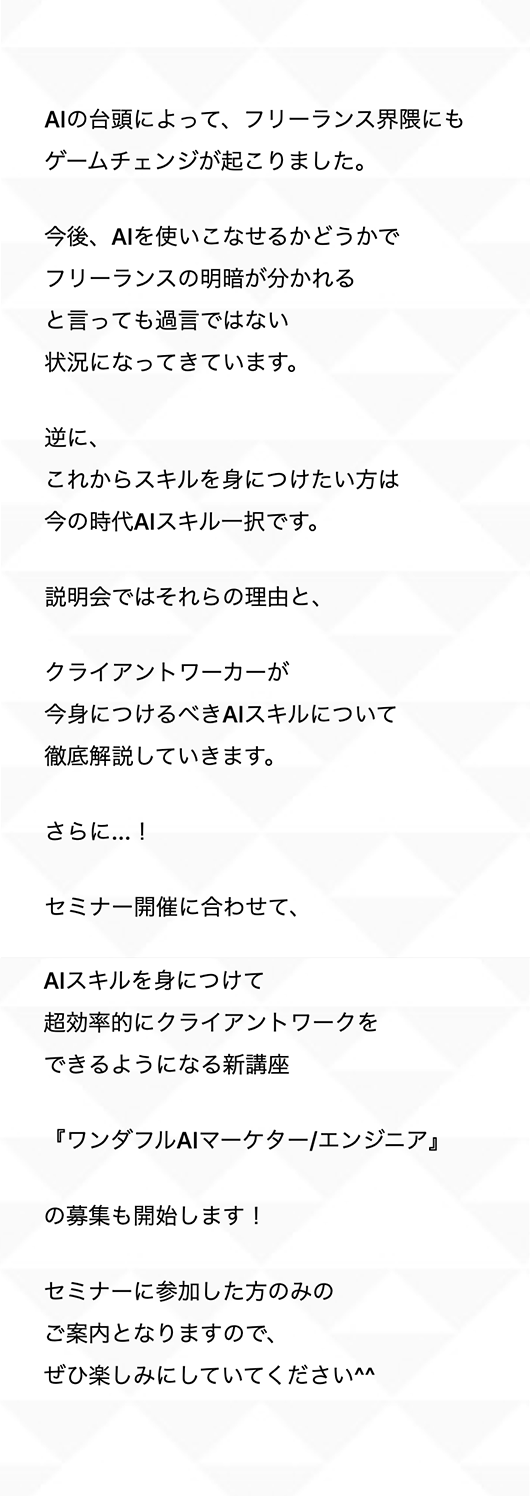 AIの台頭によって、フリーランス界隈にも
ゲームチェンジが起こりました。
今後、AIを使いこなせるかどうかで
フリーランスの明暗が分かれる
と言っても過言ではない
状況になってきています。
逆に、
これからスキルを身につけたい方は
今の時代AIスキル一択です。
説明会ではそれらの理由と、
クライアントワーカーが
今身につけるべきAIスキルについて
徹底解説していきます。
さらに…！
セミナー開催に合わせて、
AIスキルを身につけて
超効率的にクライアントワークを
できるようになる新講座
『ワンダフルAIマーケター/エンジニア』
の募集も開始します！
セミナーに参加した方のみの
ご案内となりますので、
ぜひ楽しみにしていてください^^